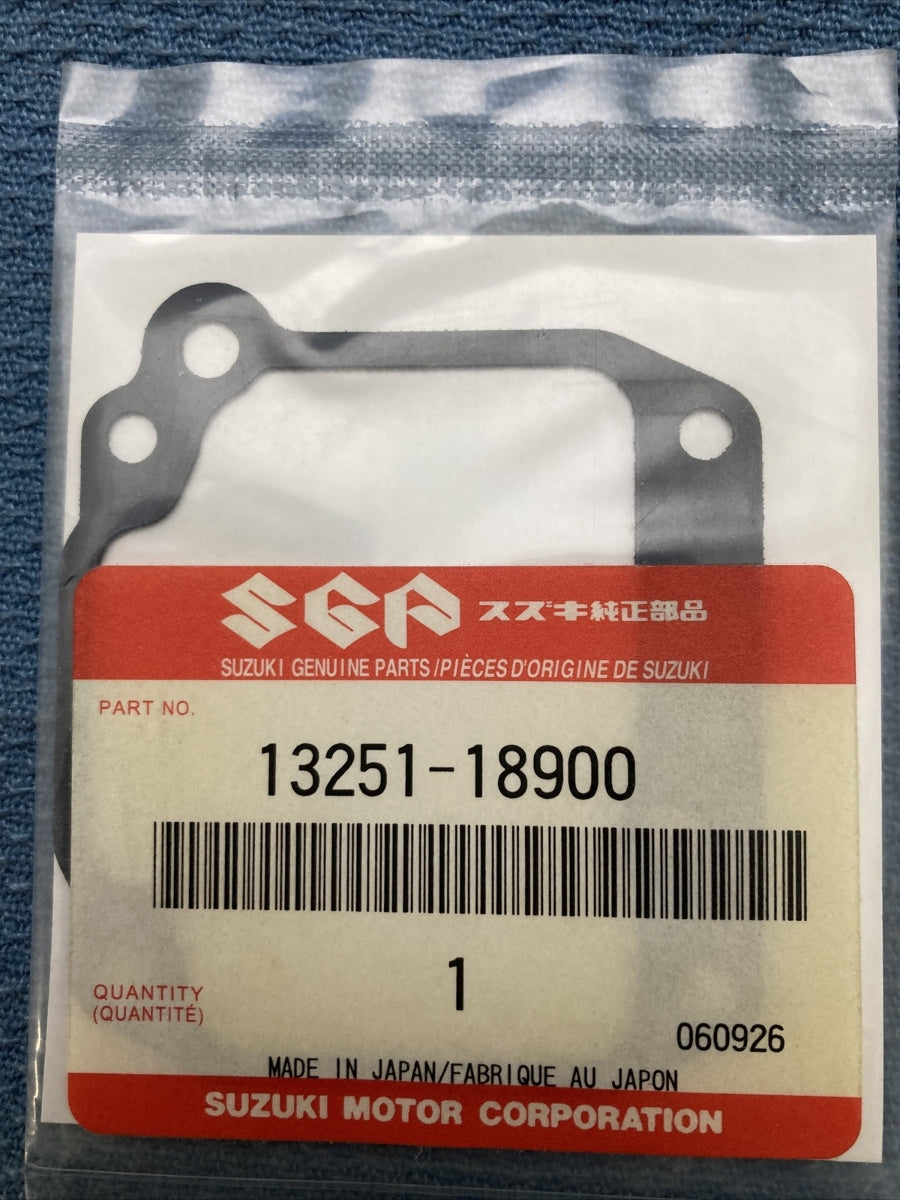 SGP スズキ純正部品
SUZUKI GENUINE PARTS/PIÈCES D'ORIGINE DE SUZUKI
PART NO.
13251-18900
1
QUANTITY
(QUANTITÉ)
060926
MADE IN JAPAN/FABRIQUE AU JAPON
SUZUKI MOTOR CORPORATION